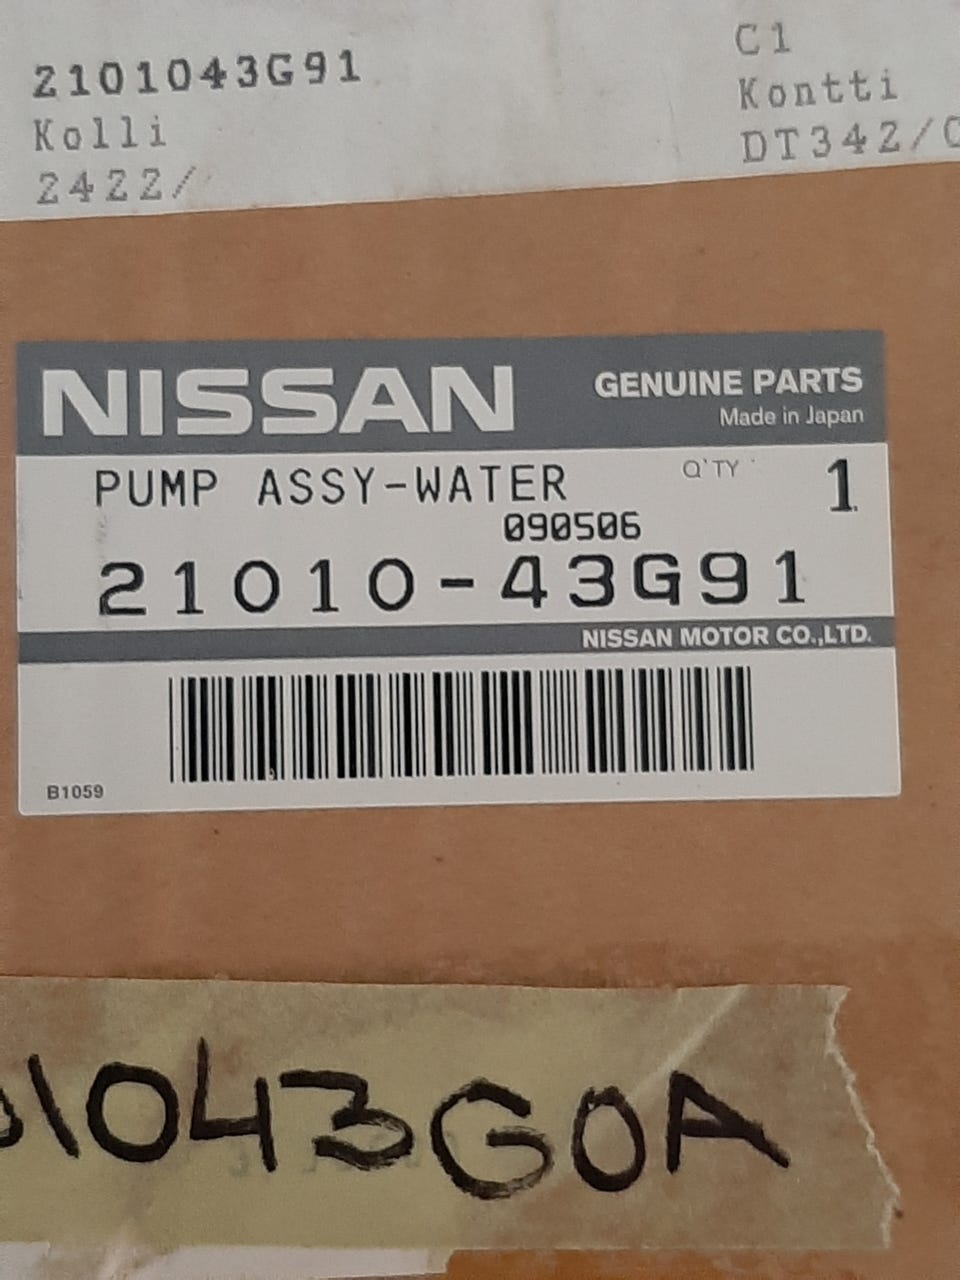 2101043G91
Kolli
2422/
C1
Kontti
DT342/
NISSAN
GENUINE PARTS
Made in Japan
PUMP ASSY-WATER
Q'TY
1
090506
21010-43G91
NISSAN MOTOR CO.,LTD.
B1059
01043G0A